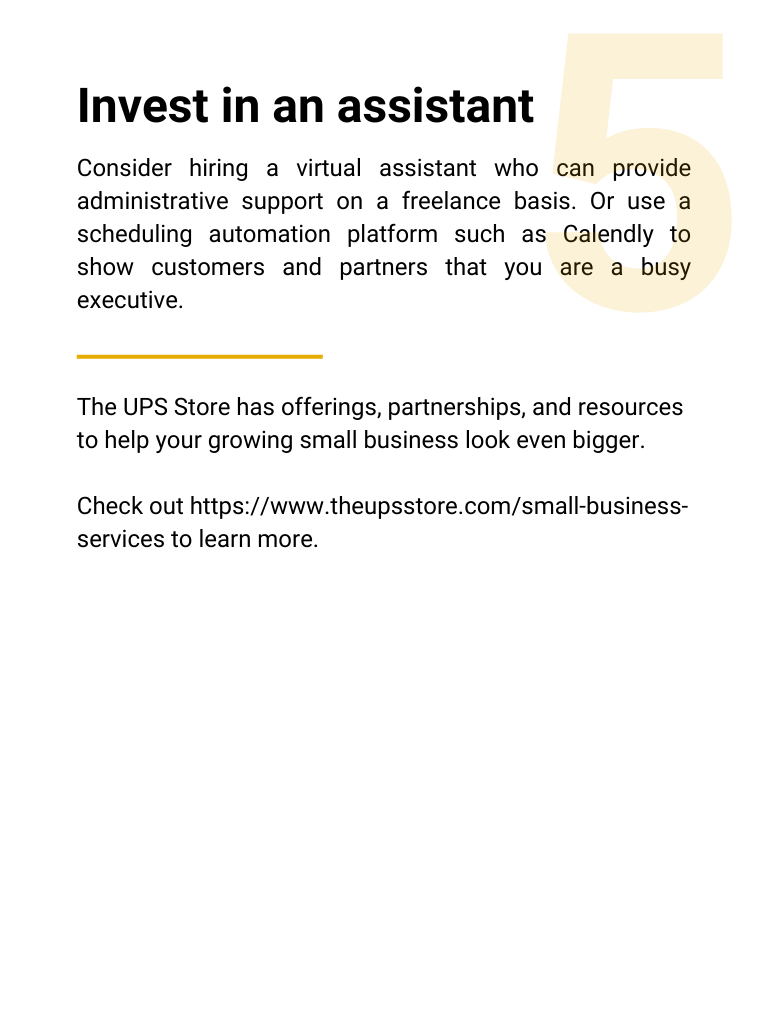 5
Invest in an assistant
Consider hiring a virtual assistant who can provide
administrative support on a freelance basis. Or use a
scheduling automation platform such as Calendly to
show customers and partners that you are a busy
executive.
The UPS Store has offerings, partnerships, and resources
to help your growing small business look even bigger.
Check out https://www.theupsstore.com/small-business-
services to learn more.